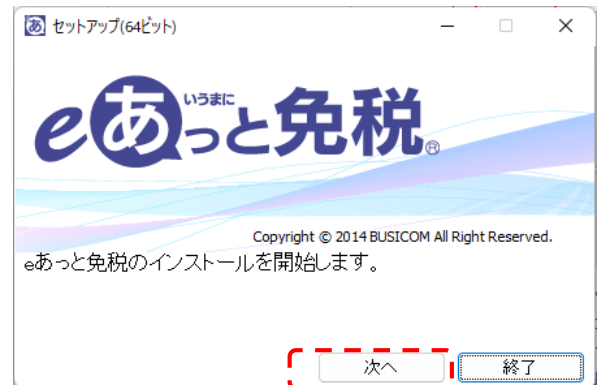 あ セットアップ(64ビット)
いうまに
eあっと免税®
Copyright © 2014 BUSICOM All Right Reserved.
eあっと免税のインストールを開始します。
次へ 終了